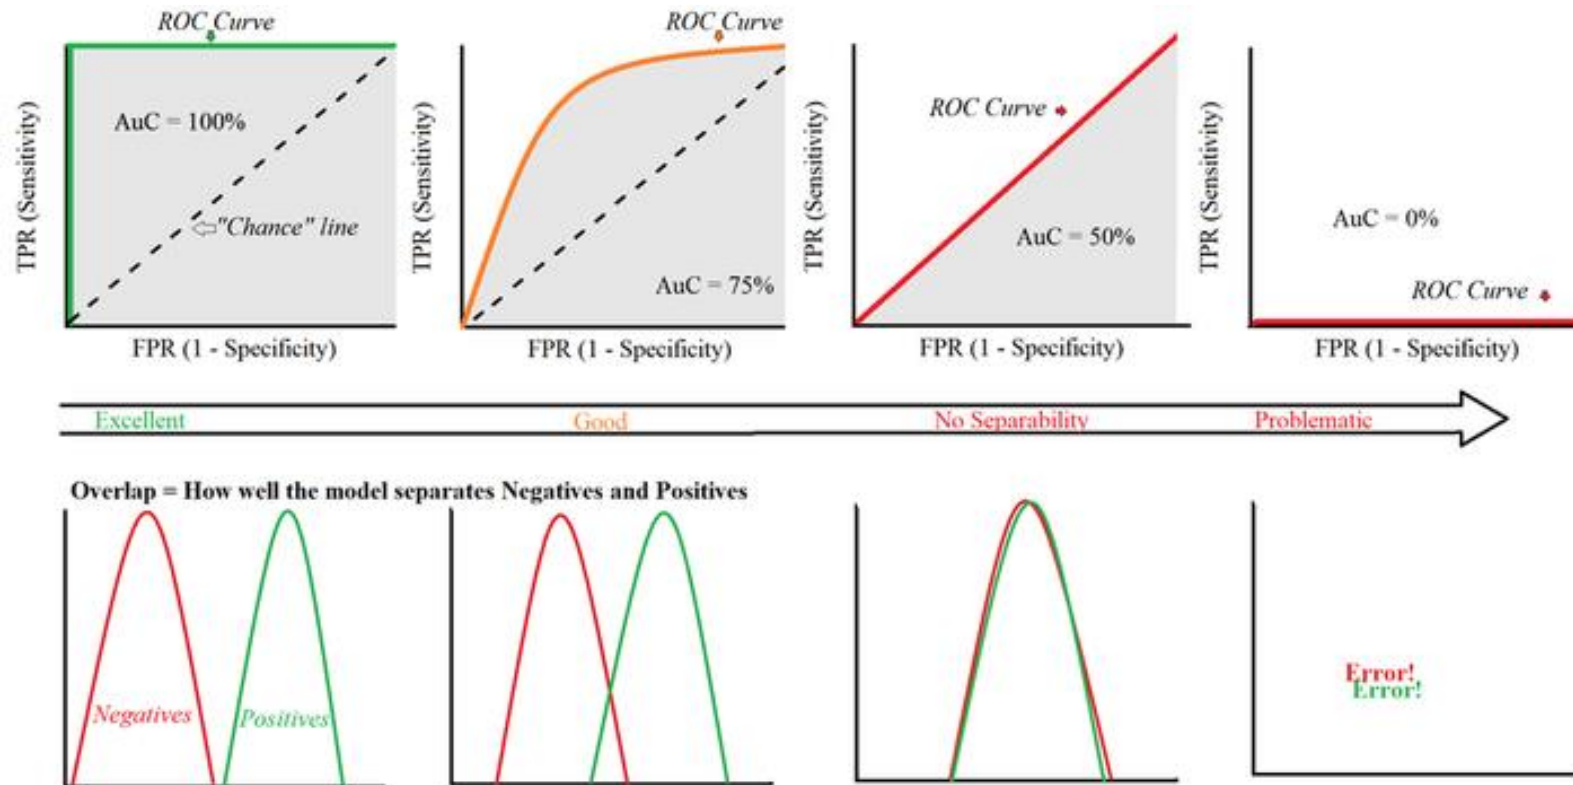 ROC Curve
TPR (Sensitivity)
AuC = 100%
"Chance" line
FPR (1 - Specificity)
ROC Curve
TPR (Sensitivity)
AuC = 75%
FPR (1 - Specificity)
ROC Curve
TPR (Sensitivity)
AuC = 50%
FPR (1 - Specificity)
TPR (Sensitivity)
AuC = 0%
ROC Curve
FPR (1 - Specificity)
Excellent
Good
No Separability
Problematic
Overlap = How well the model separates Negatives and Positives
Negatives
Positives
Error!
Error!